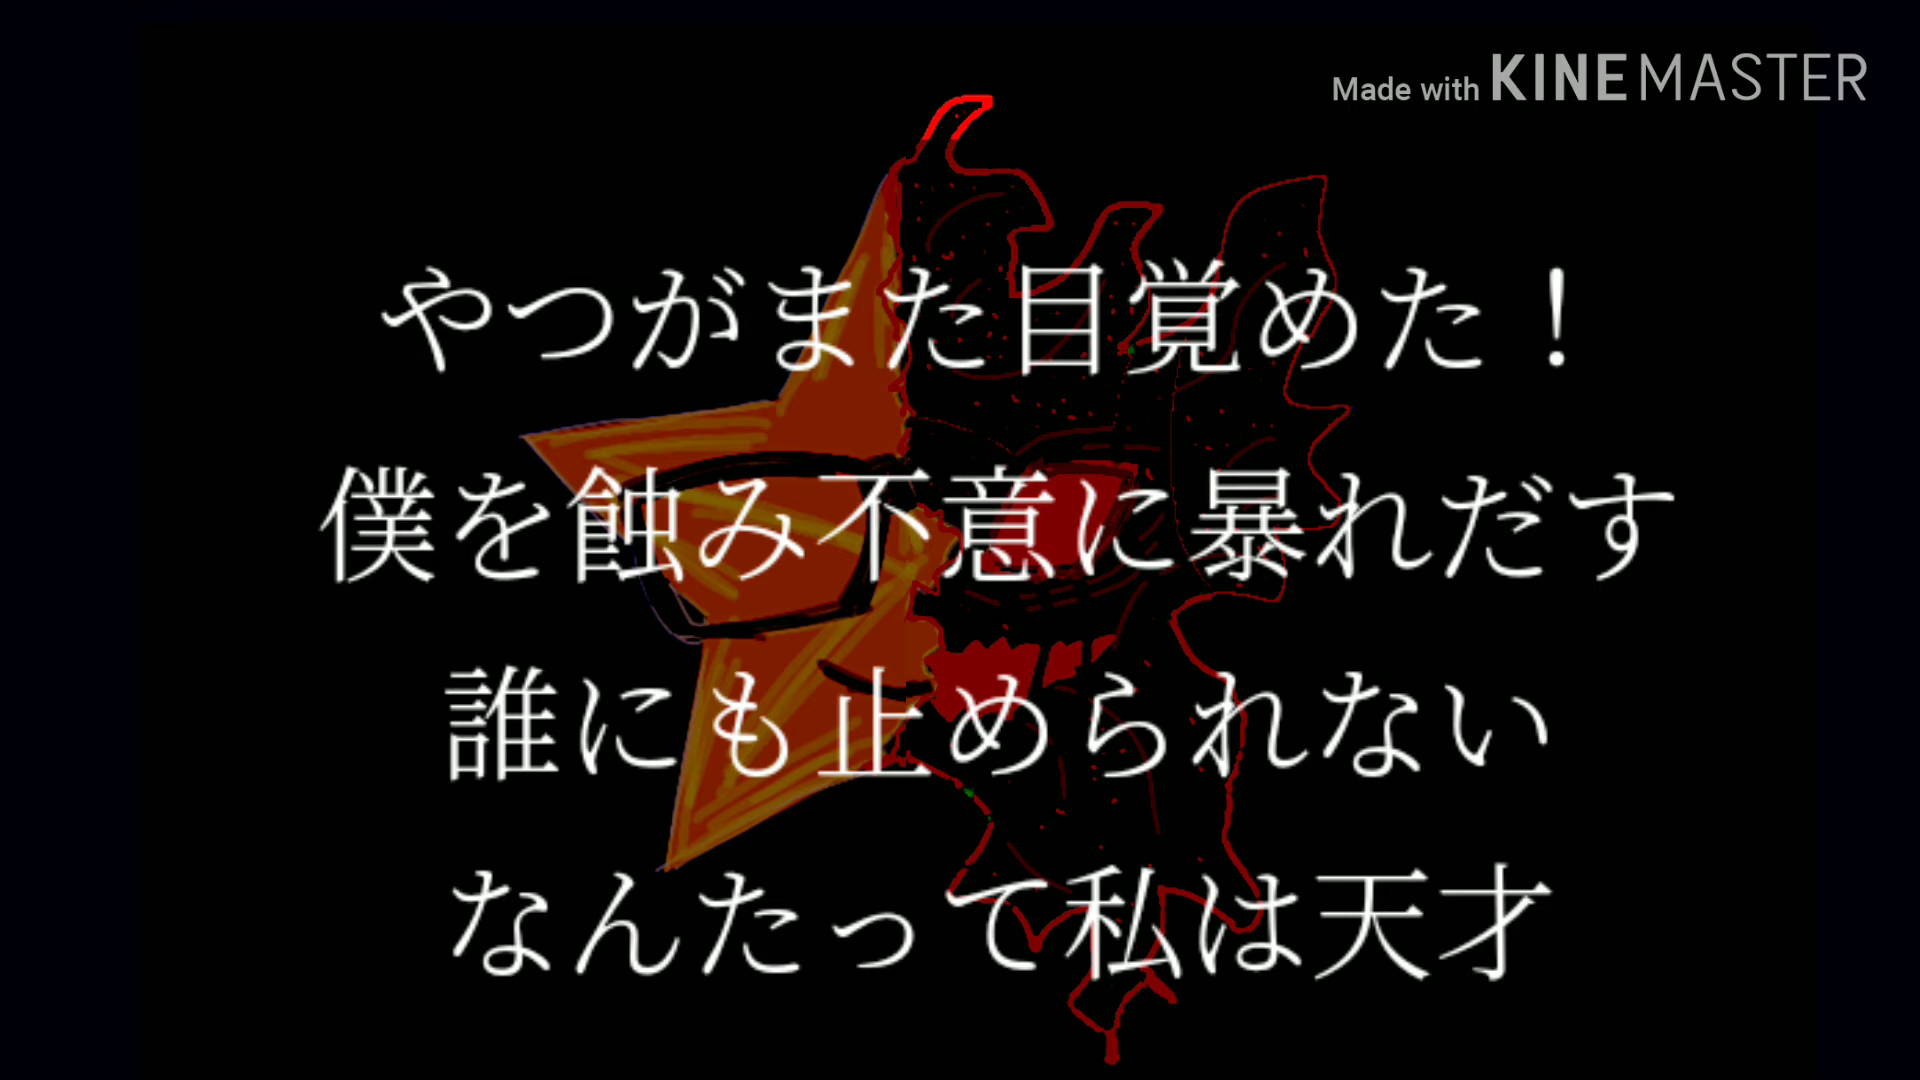 Made with KINEMASTER
やつがまた目覚めた！
僕を蝕み不意に暴れだす
誰にも止められない
なんたって私は天才